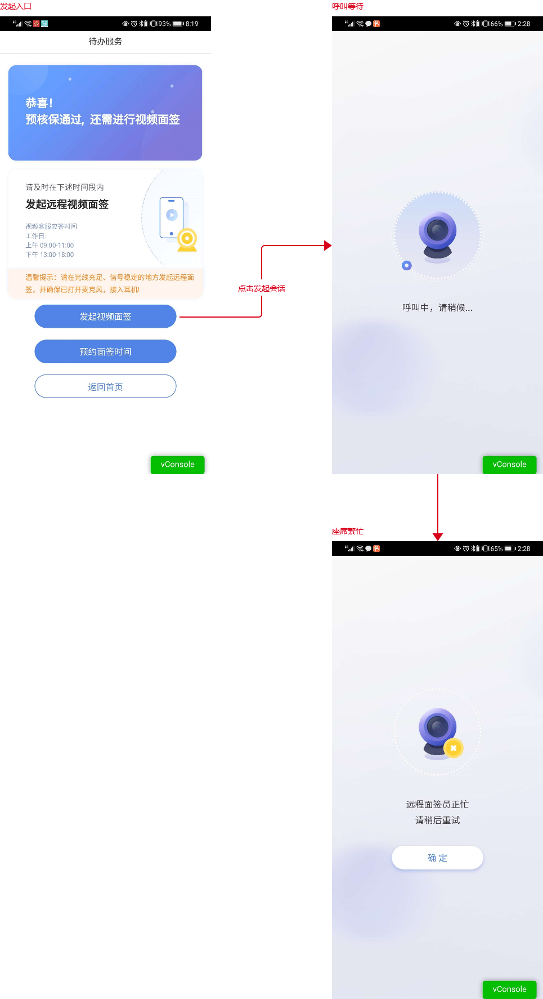 发起入口
93% 8:19
待办服务
恭喜！
预核保通过，还需进行视频面签
请及时在下述时间段内
发起远程视频面签
视频客服应答时间
工作日:
上午 09:00-11:00
下午 13:00-18:00
温馨提示：请在光线充足、信号稳定的地方发起远程面
签，并确保已打开麦克风，接入耳机!
发起视频面签
预约面签时间
返回首页
vConsole
点击发起会话
呼叫等待
66% 2:28
呼叫中，请稍候...
vConsole
座席繁忙
65% 2:28
远程面签员正忙
请稍后重试
确 定
vConsole